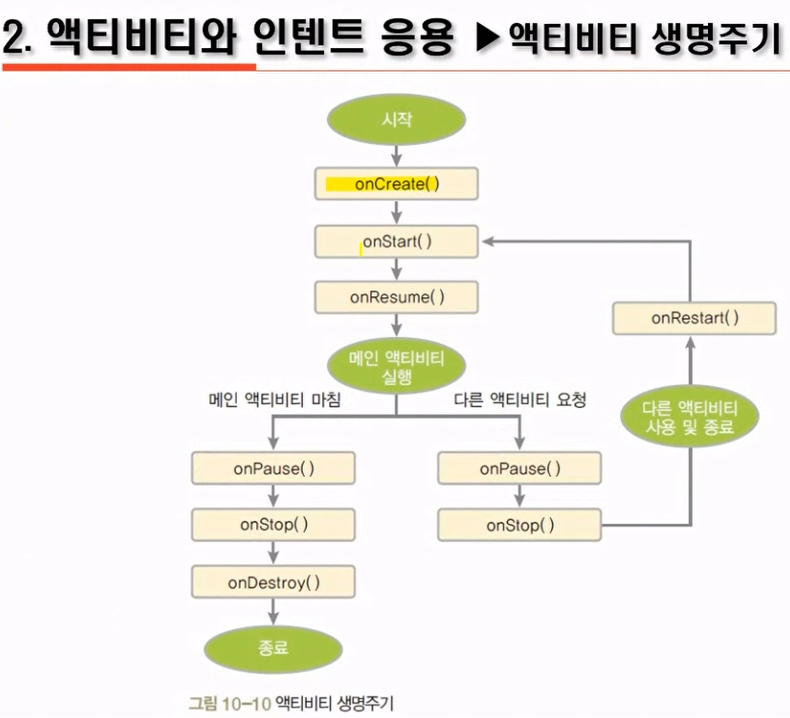 2. 액티비티와 인텐트 응용 ▶액티비티 생명주기
시작
onCreate( )
onStart( )
onResume( )
onRestart( )
메인 액티비티
실행
메인 액티비티 마침
다른 액티비티 요청
다른 액티비티
사용 및 종료
onPause( )
onPause( )
onStop( )
onStop( )
onDestroy( )
종료
그림 10-10 액티비티 생명주기